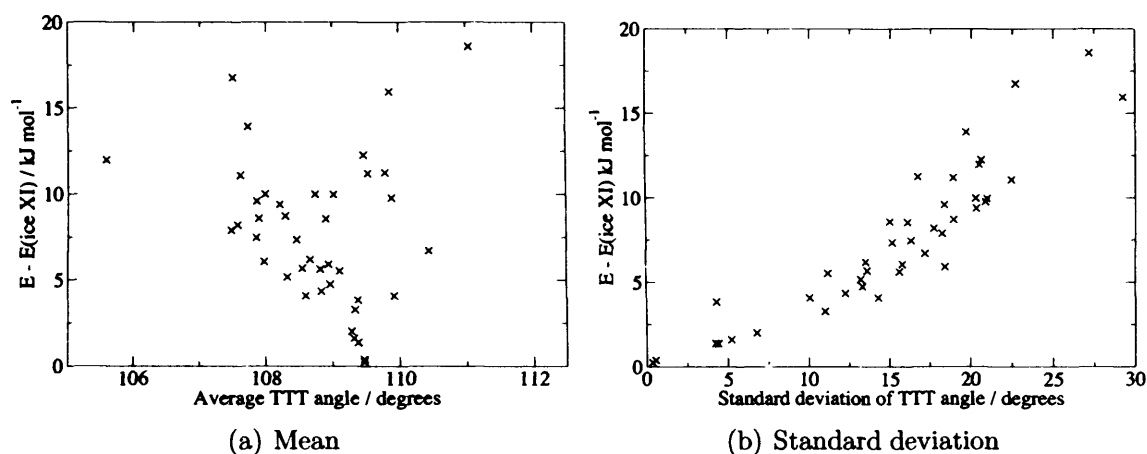 20
15
10
5
0
E - E(ice XI) / kJ mol⁻¹
106 108 110 112
Average TTT angle / degrees
(a) Mean
20
15
10
5
0
E - E(ice XI) kJ mol⁻¹
0 5 10 15 20 25 30
Standard deviation of TTT angle / degrees
(b) Standard deviation